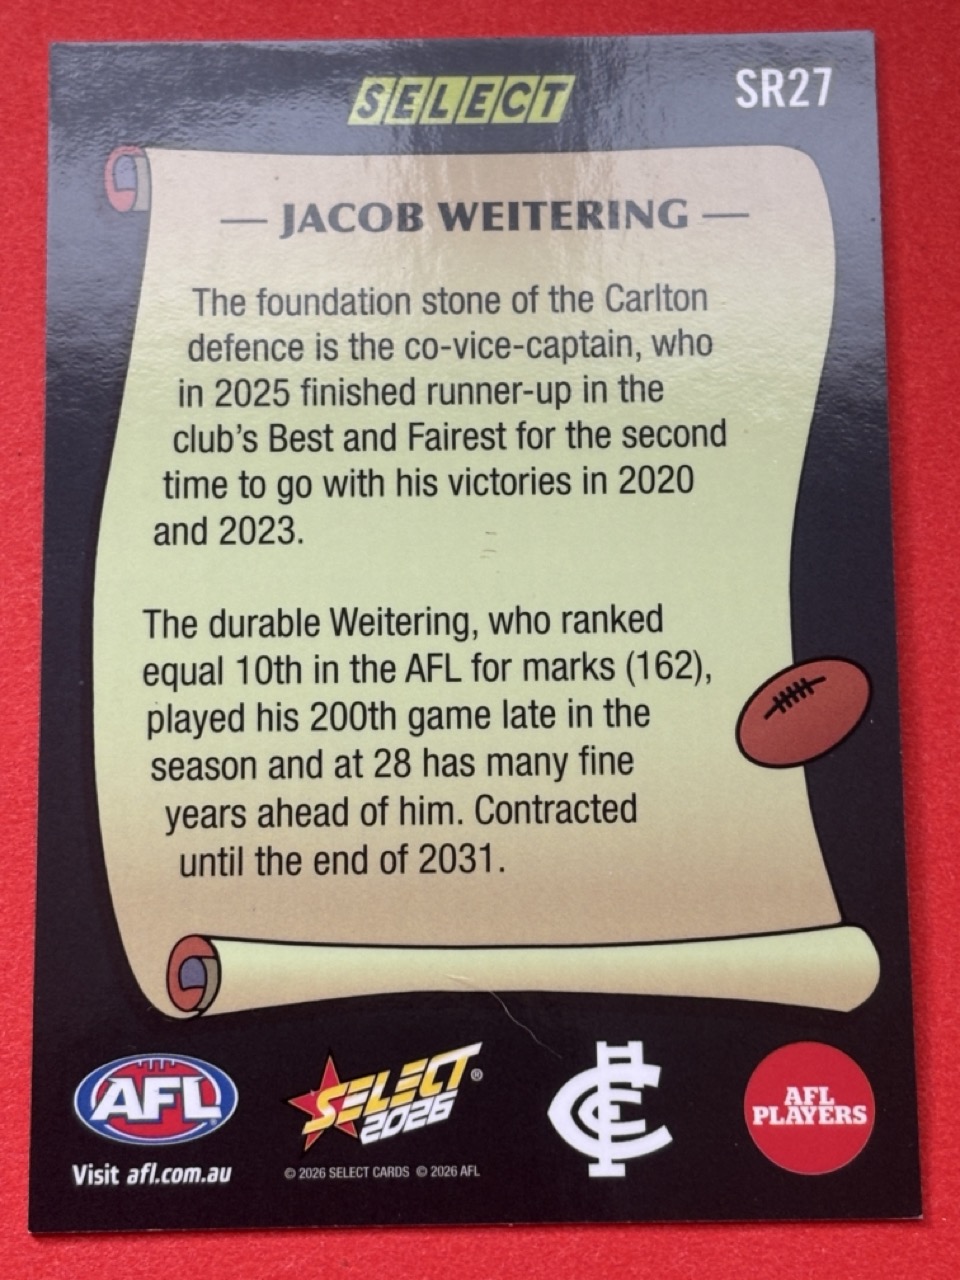 SELECT
SR27
— JACOB WEITERING —
The foundation stone of the Carlton
defence is the co-vice-captain, who
in 2025 finished runner-up in the
club's Best and Fairest for the second
time to go with his victories in 2020
and 2023.
The durable Weitering, who ranked
equal 10th in the AFL for marks (162),
played his 200th game late in the
season and at 28 has many fine
years ahead of him. Contracted
until the end of 2031.
AFL
Visit afl.com.au
SELECT®
2026
© 2026 SELECT CARDS © 2026 AFL
CFC
AFL
PLAYERS